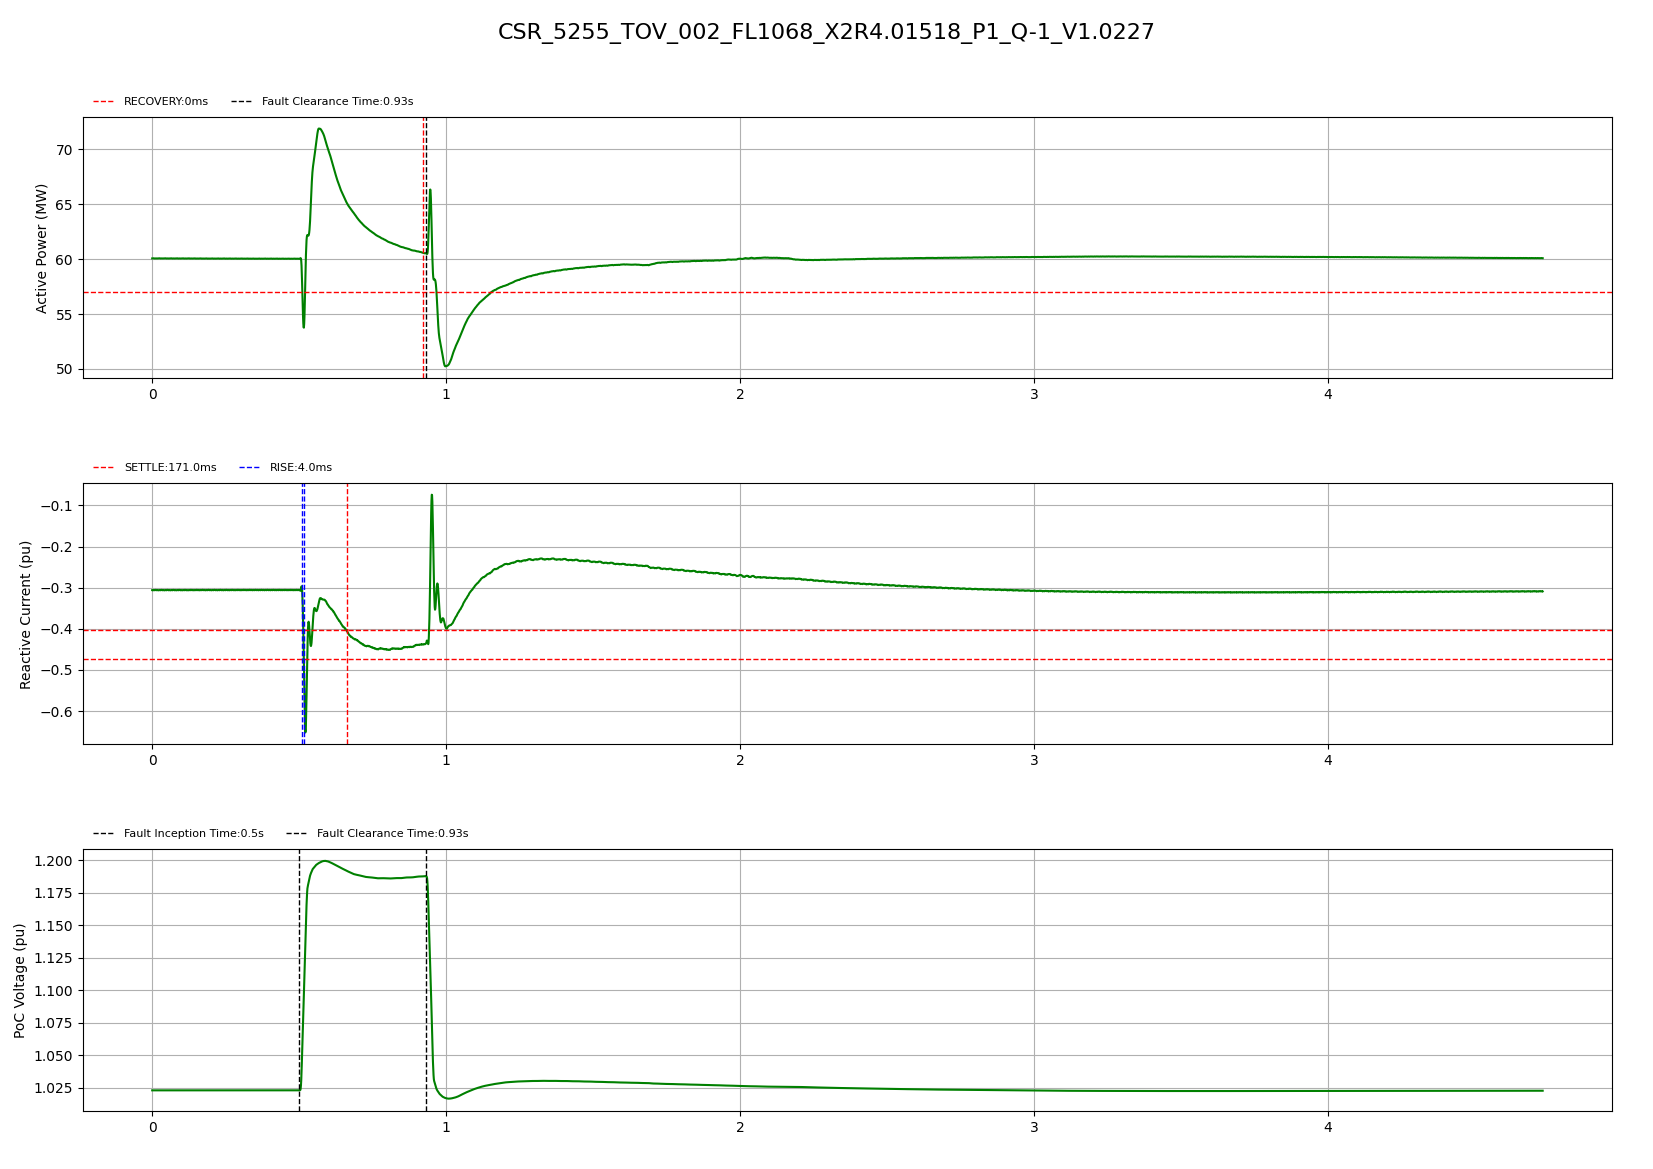 CSR_5255_TOV_002_FL1068_X2R4.01518_P1_Q-1_V1.0227
RECOVERY:0ms Fault Clearance Time:0.93s
Active Power (MW)
70
65
60
55
50
0 1 2 3 4
SETTLE:171.0ms RISE:4.0ms
Reactive Current (pu)
−0.1
−0.2
−0.3
−0.4
−0.5
−0.6
0 1 2 3 4
Fault Inception Time:0.5s Fault Clearance Time:0.93s
PoC Voltage (pu)
1.200
1.175
1.150
1.125
1.100
1.075
1.050
1.025
0 1 2 3 4